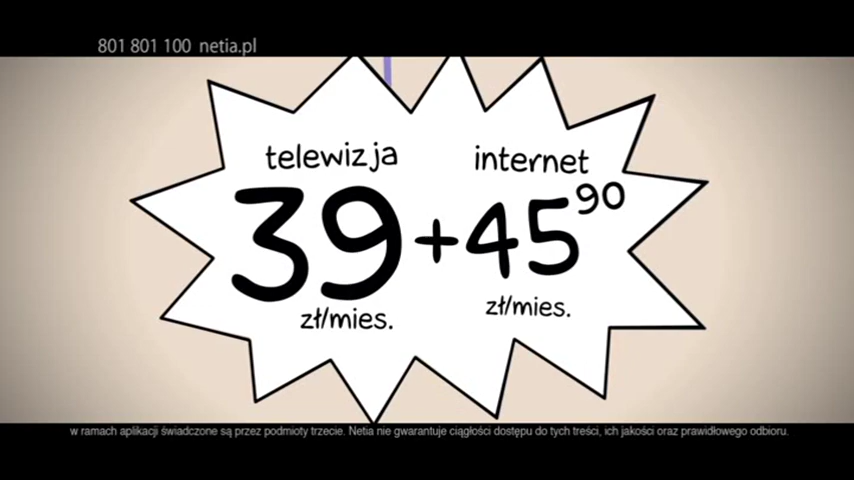 801 801 100 netia.pl
telewizja internet
39 + 45 90
zł/mies. zł/mies.
w ramach aplikacji świadczone są przez podmioty trzecie. Netia nie gwarantuje ciągłości dostępu do tych treści, ich jakości oraz prawidłowego odbioru.